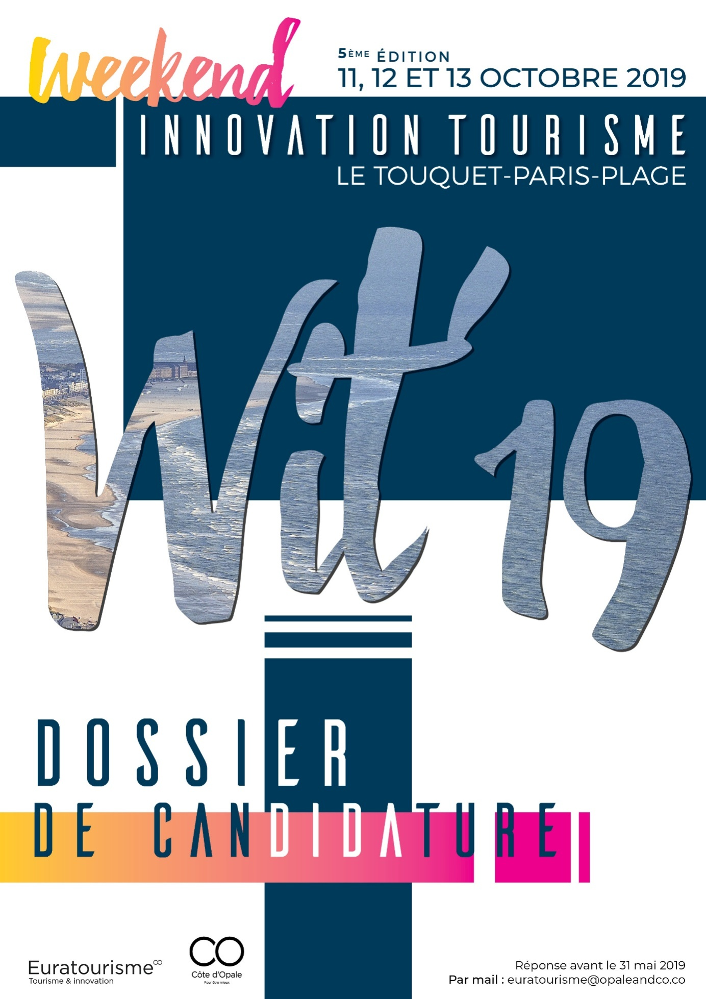 weekend
5ÈME ÉDITION
11, 12 ET 13 OCTOBRE 2019
INNOVATION TOURISME
LE TOUQUET-PARIS-PLAGE
Wit' 19
DOSSIER
DE CANDIDATURE
CO
Côte d'Opale
Pour être mieux
Euratourisme∞
Tourisme & innovation
Réponse avant le 31 mai 2019
Par mail : euratourisme@opaleandco.co